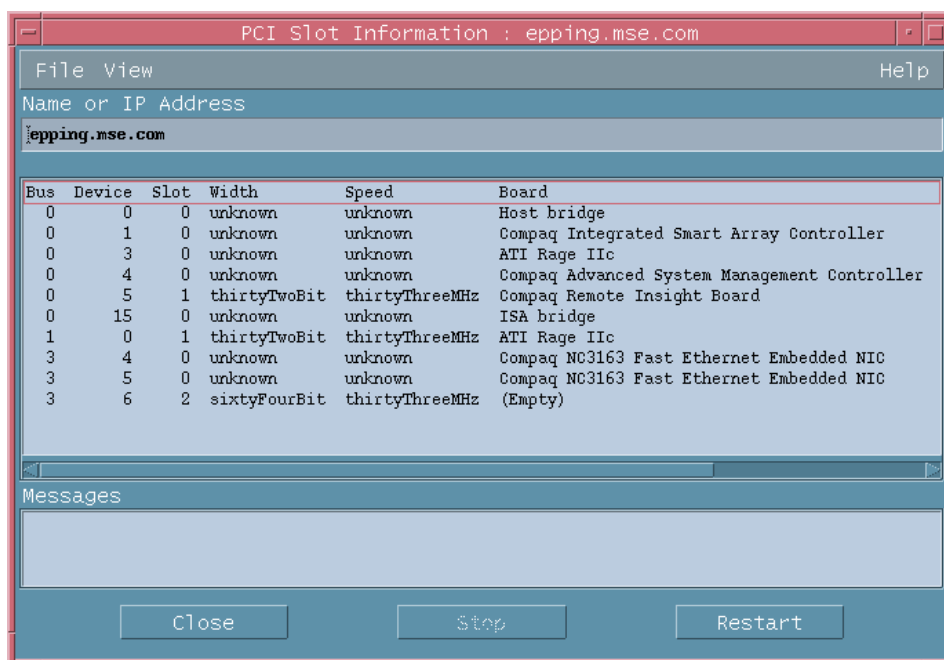 PCI Slot Information : epping.mse.com
File View Help
Name or IP Address
epping.mse.com
Bus Device Slot Width Speed Board
0 0 0 unknown unknown Host bridge
0 1 0 unknown unknown Compaq Integrated Smart Array Controller
0 3 0 unknown unknown ATI Rage IIc
0 4 0 unknown unknown Compaq Advanced System Management Controller
0 5 1 thirtyTwoBit thirtyThreeMHz Compaq Remote Insight Board
0 15 0 unknown unknown ISA bridge
1 0 1 thirtyTwoBit thirtyThreeMHz ATI Rage IIc
3 4 0 unknown unknown Compaq NC3163 Fast Ethernet Embedded NIC
3 5 0 unknown unknown Compaq NC3163 Fast Ethernet Embedded NIC
3 6 2 sixtyFourBit thirtyThreeMHz (Empty)
Messages
Close Stop Restart